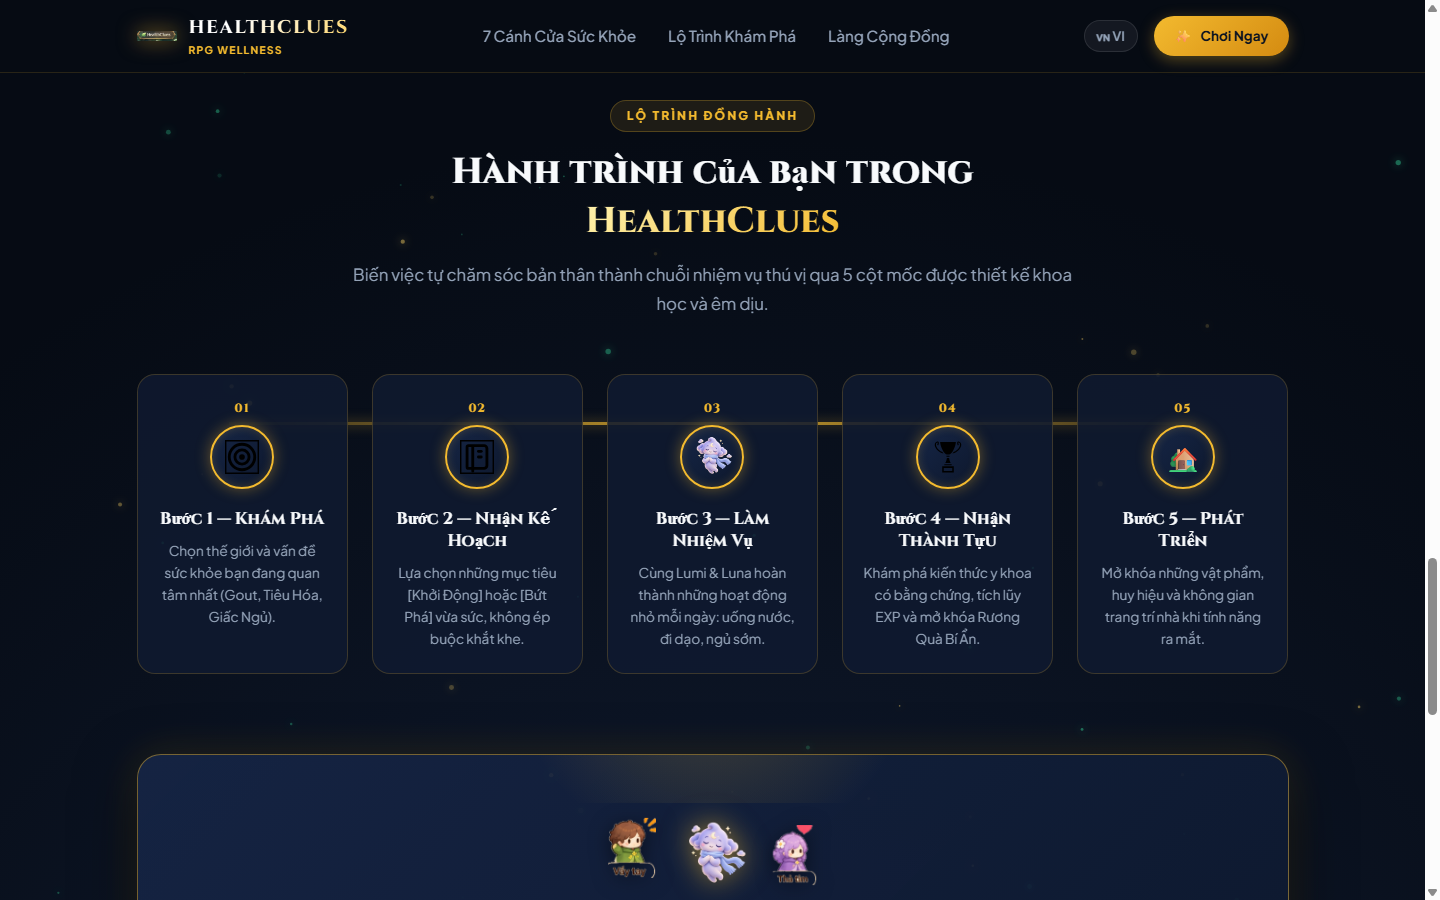 HEALTHCLUES
RPG WELLNESS
7 Cánh Cửa Sức Khỏe
Lộ Trình Khám Phá
Làng Cộng Đồng
VN VI
Chơi Ngay
LỘ TRÌNH ĐỒNG HÀNH
Hành trình của bạn trong
HealthClues
Biến việc tự chăm sóc bản thân thành chuỗi nhiệm vụ thú vị qua 5 cột mốc được thiết kế khoa
học và êm dịu.
01
Bước 1 — Khám Phá
Chọn thế giới và vấn đề
sức khỏe bạn đang quan
tâm nhất (Gout, Tiêu Hóa,
Giấc Ngủ).
02
Bước 2 — Nhận Kế
Hoạch
Lựa chọn những mục tiêu
[Khởi Động] hoặc [Bứt
Phá] vừa sức, không ép
buộc khắt khe.
03
Bước 3 — Làm
Nhiệm Vụ
Cùng Lumi & Luna hoàn
thành những hoạt động
nhỏ mỗi ngày: uống nước,
đi dạo, ngủ sớm.
04
Bước 4 — Nhận
Thành Tựu
Khám phá kiến thức y khoa
có bằng chứng, tích lũy
EXP và mở khóa Rương
Quà Bí Ẩn.
05
Bước 5 — Phát
Triển
Mở khóa những vật phẩm,
huy hiệu và không gian
trang trí nhà khi tính năng
ra mắt.
Vẫy tay
Thả tim